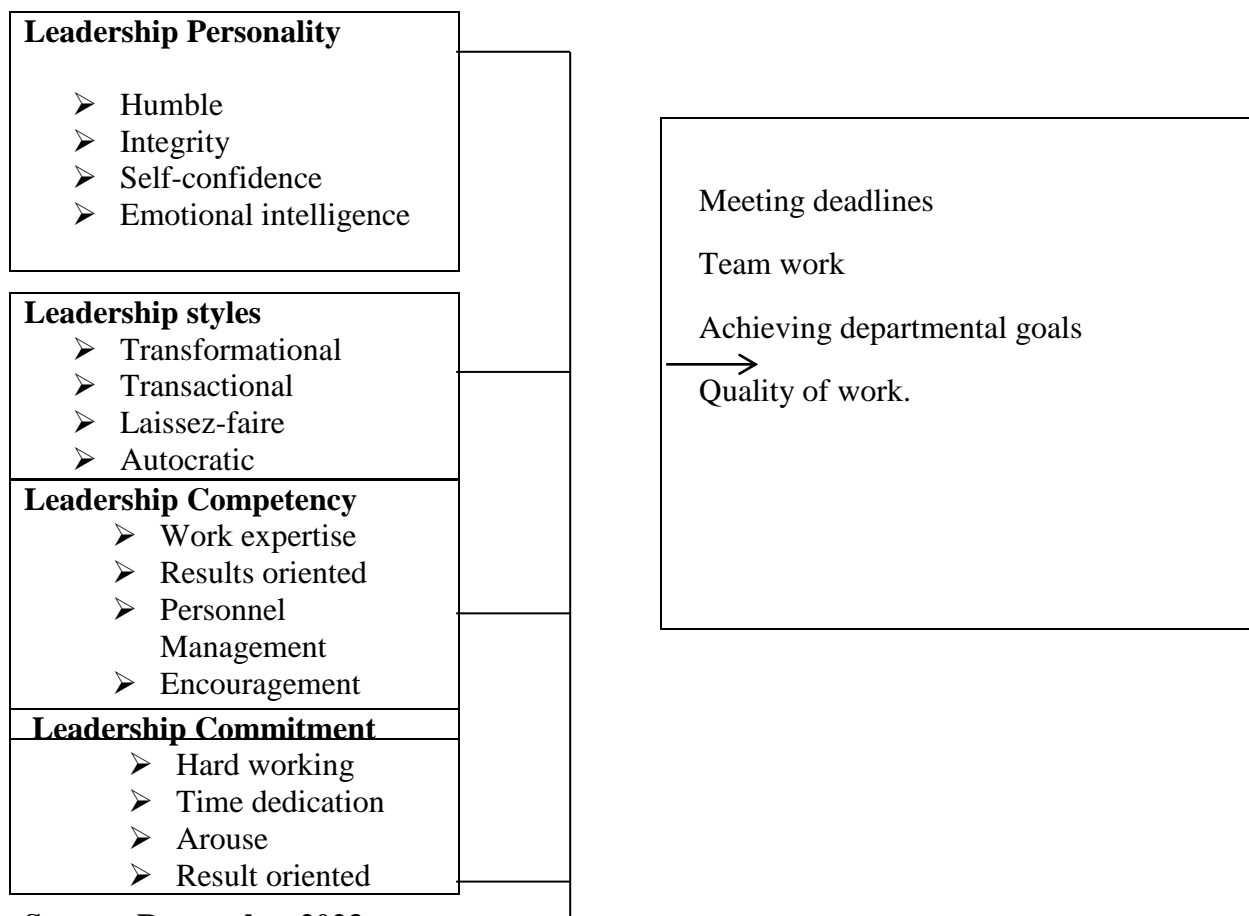 Leadership Personality
➢ Humble
➢ Integrity
➢ Self-confidence
➢ Emotional intelligence
Leadership styles
➢ Transformational
➢ Transactional
➢ Laissez-faire
➢ Autocratic
Leadership Competency
➢ Work expertise
➢ Results oriented
➢ Personnel
Management
➢ Encouragement
Leadership Commitment
➢ Hard working
➢ Time dedication
➢ Arouse
➢ Result oriented
Meeting deadlines
Team work
Achieving departmental goals
Quality of work.